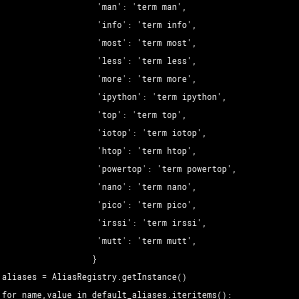 'man': 'term man',
'info': 'term info',
'most': 'term most',
'less': 'term less',
'more': 'term more',
'ipython': 'term ipython',
'top': 'term top',
'iotop': 'term iotop',
'htop': 'term htop',
'powertop': 'term powertop',
'nano': 'term nano',
'pico': 'term pico',
'irssi': 'term irssi',
'mutt': 'term mutt',
}
aliases = AliasRegistry.getInstance()
for name,value in default_aliases.iteritems():